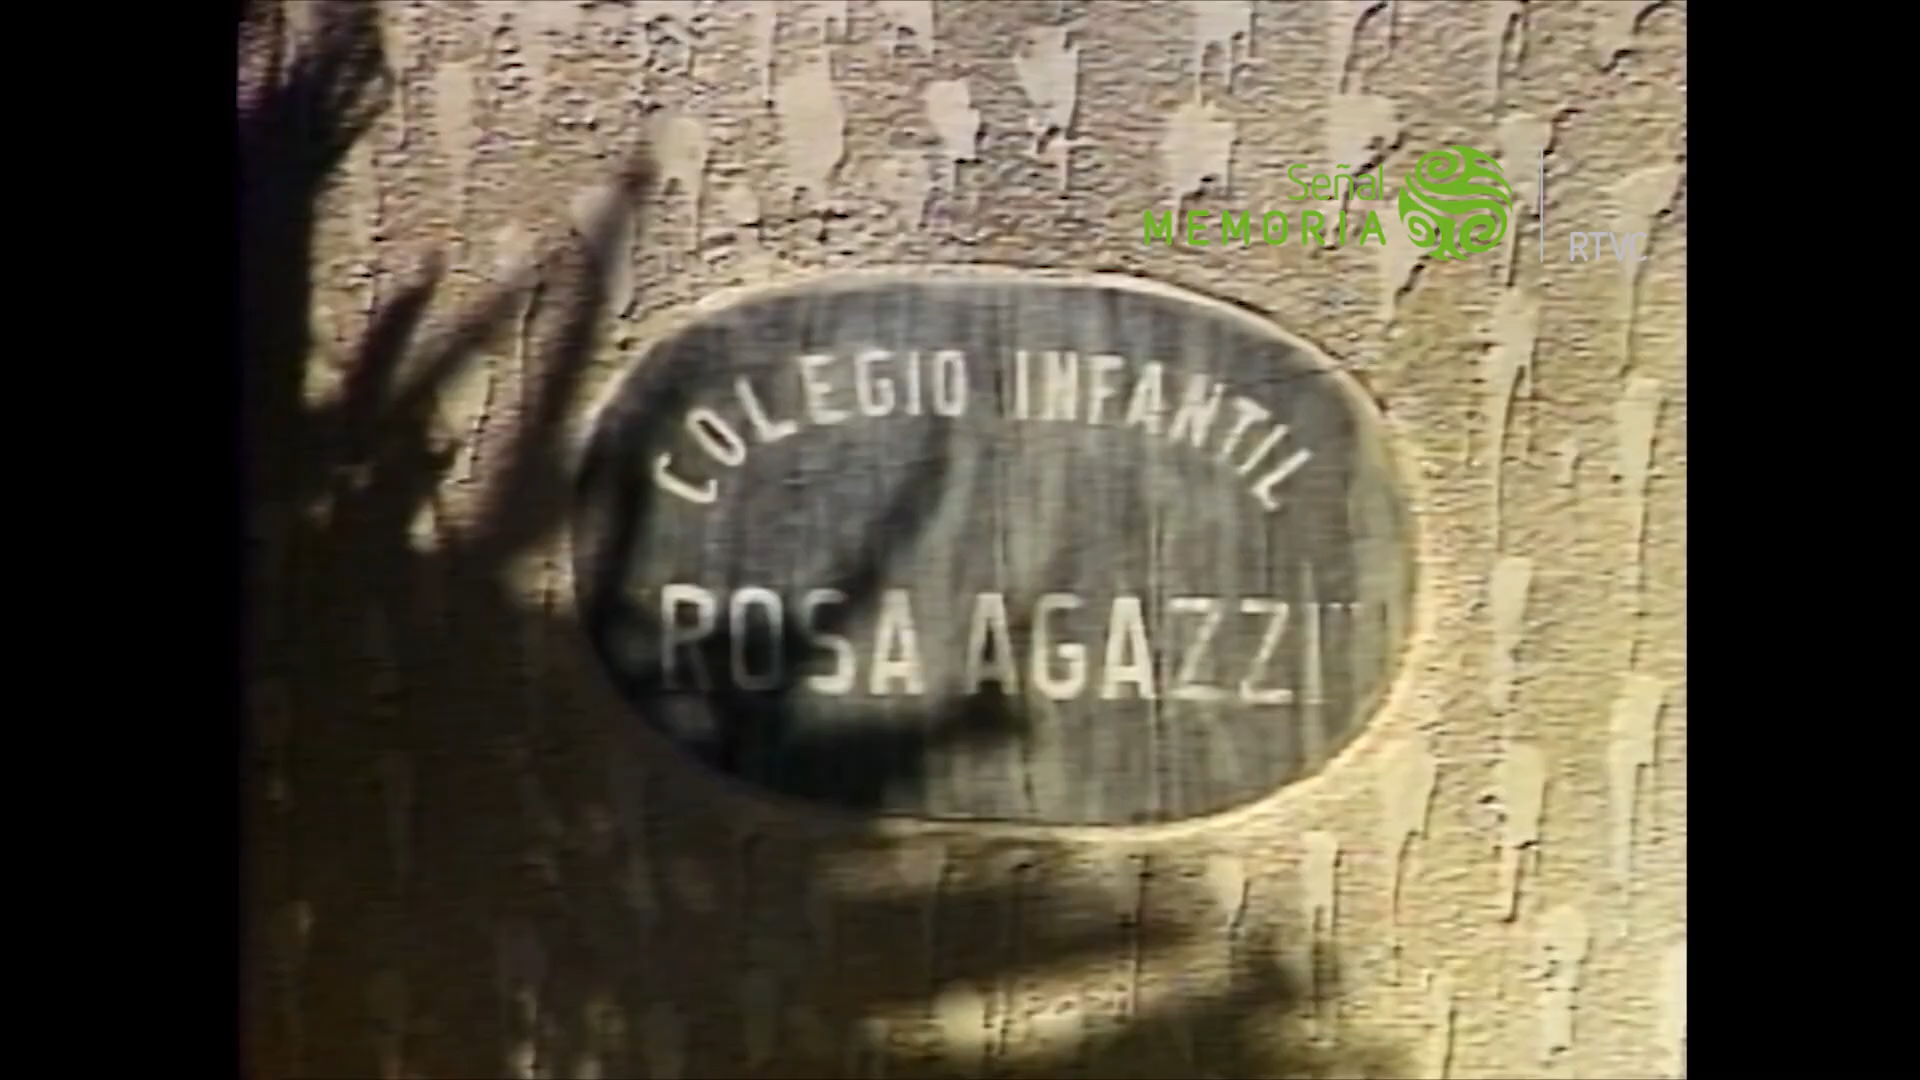 Señal
MEMORIA
RTVC
COLEGIO INFANTIL
ROSA AGAZZI